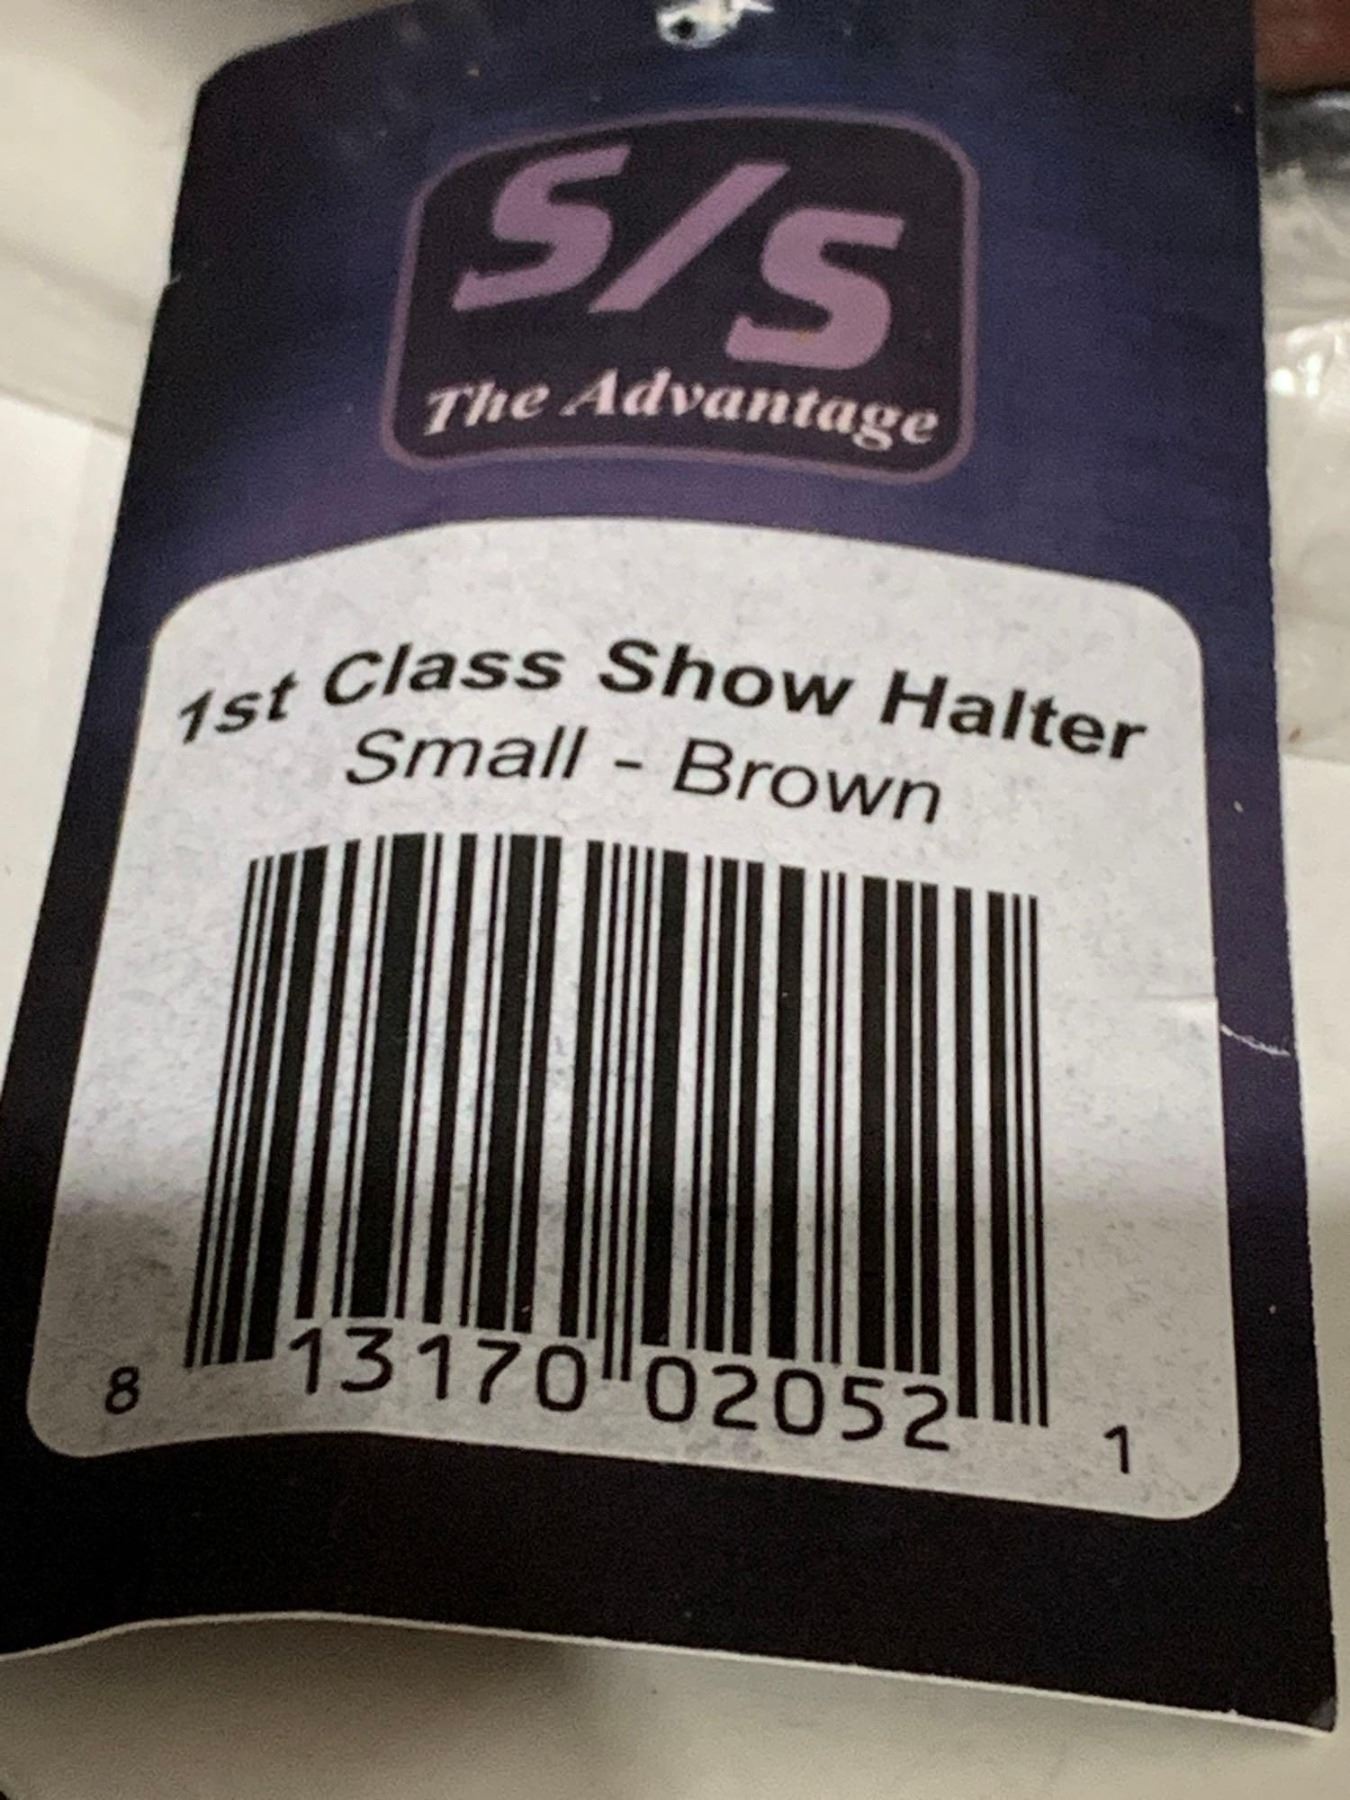 S/S
The Advantage
1st Class Show Halter
Small - Brown
8 13170 02052 1